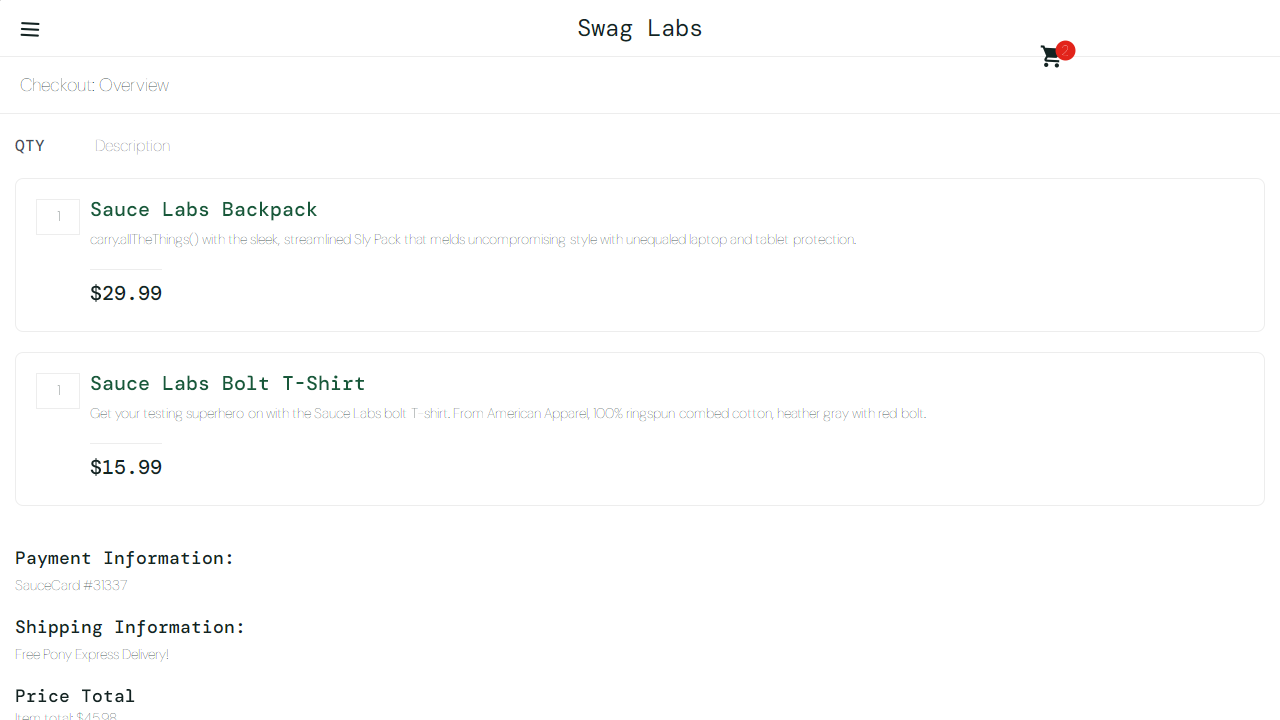 Swag Labs
2
Checkout: Overview
QTY
Description
1
Sauce Labs Backpack
carry.allTheThings() with the sleek, streamlined Sly Pack that melds uncompromising style with unequaled laptop and tablet protection.
$29.99
1
Sauce Labs Bolt T-Shirt
Get your testing superhero on with the Sauce Labs bolt T-shirt. From American Apparel, 100% ringspun combed cotton, heather gray with red bolt.
$15.99
Payment Information:
SauceCard #31337
Shipping Information:
Free Pony Express Delivery!
Price Total
Item total: $45.98